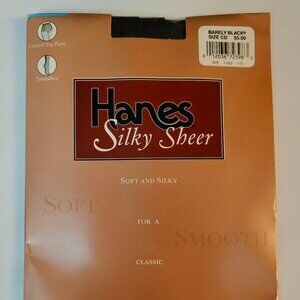 Control Top Panty
Sandalfoot
BARELY BLACK
SIZE CD $5.00
Hanes
Silky Sheer
SOFT AND SILKY
SOFT
FOR A
SMOOTH
CLASSIC